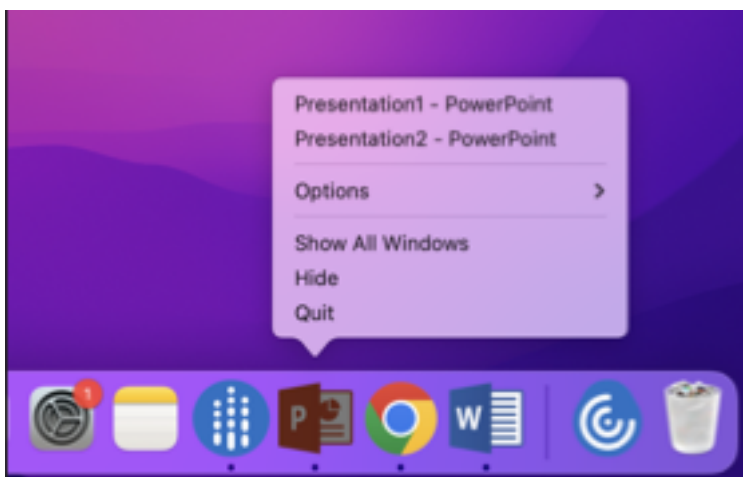 Presentation1 - PowerPoint
Presentation2 - PowerPoint
Options
Show All Windows
Hide
Quit
1
P
W